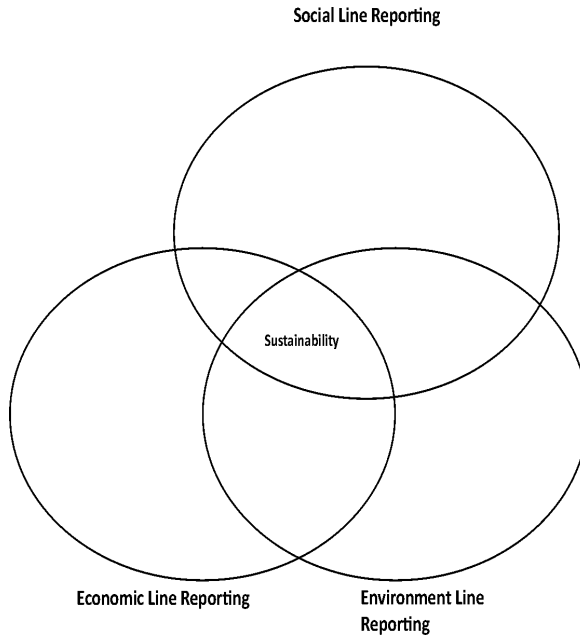 Social Line Reporting
Sustainability
Economic Line Reporting
Environment Line
Reporting